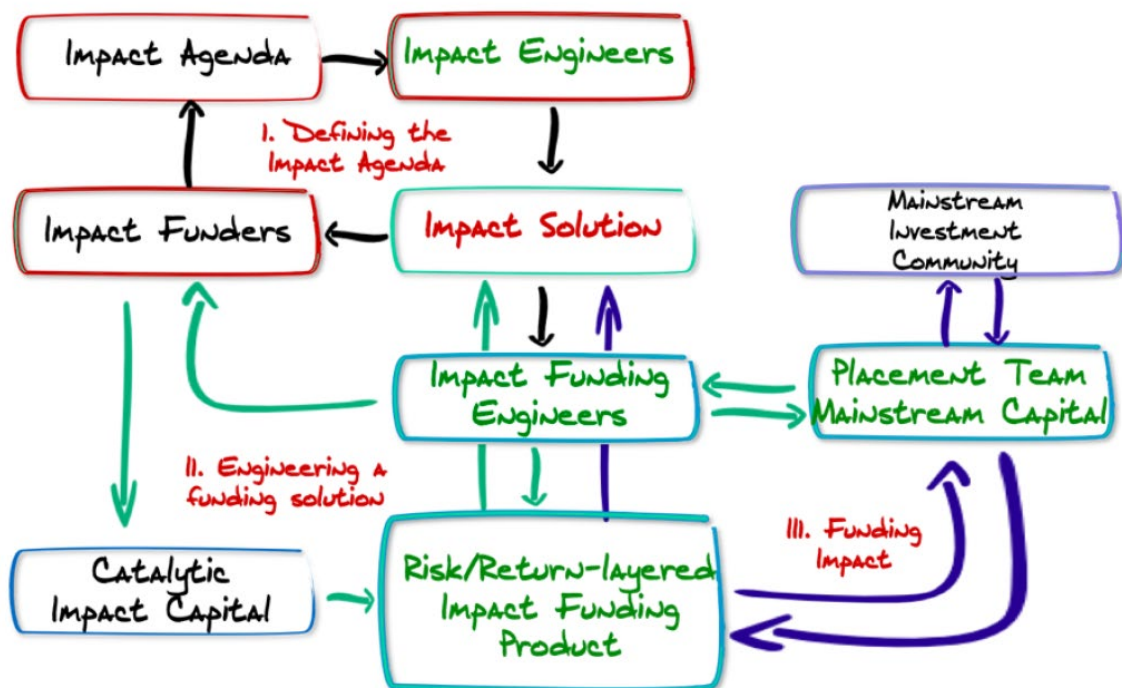 Impact Agenda
Impact Engineers
I. Defining the
Impact Agenda
Impact Funders
Impact Solution
Mainstream
Investment
Community
Impact Funding
Engineers
Placement Team
Mainstream Capital
II. Engineering a
funding solution
III. Funding
Impact
Catalytic
Impact Capital
Risk/Return-layered
Impact Funding
Product